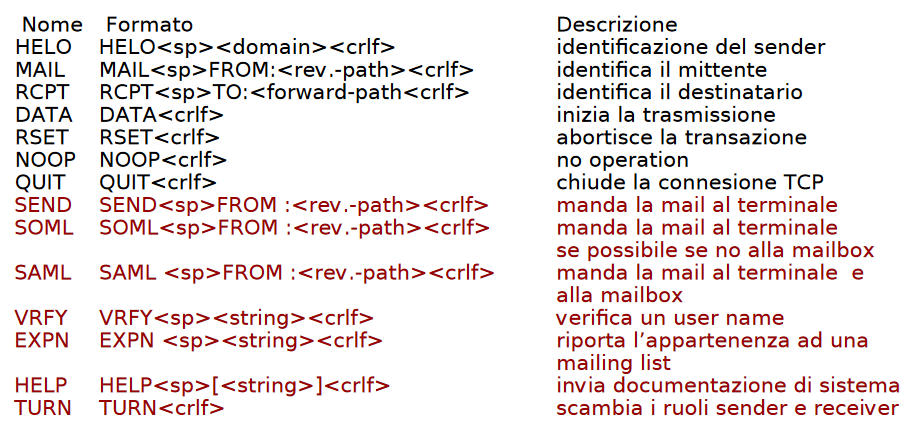 Nome Formato Descrizione
HELO HELO<sp><domain><crlf> identificazione del sender
MAIL MAIL<sp>FROM:<rev.-path><crlf> identifica il mittente
RCPT RCPT<sp>TO:<forward-path<crlf> identifica il destinatario
DATA DATA<crlf> inizia la trasmissione
RSET RSET<crlf> abortisce la transazione
NOOP NOOP<crlf> no operation
QUIT QUIT<crlf> chiude la connesione TCP
SEND SEND<sp>FROM :<rev.-path><crlf> manda la mail al terminale
SOML SOML<sp>FROM :<rev.-path><crlf> manda la mail al terminale
se possibile se no alla mailbox
SAML SAML <sp>FROM :<rev.-path><crlf> manda la mail al terminale e
alla mailbox
VRFY VRFY<sp><string><crlf> verifica un user name
EXPN EXPN <sp><string><crlf> riporta l’appartenenza ad una
mailing list
HELP HELP<sp>[<string>]<crlf> invia documentazione di sistema
TURN TURN<crlf> scambia i ruoli sender e receiver